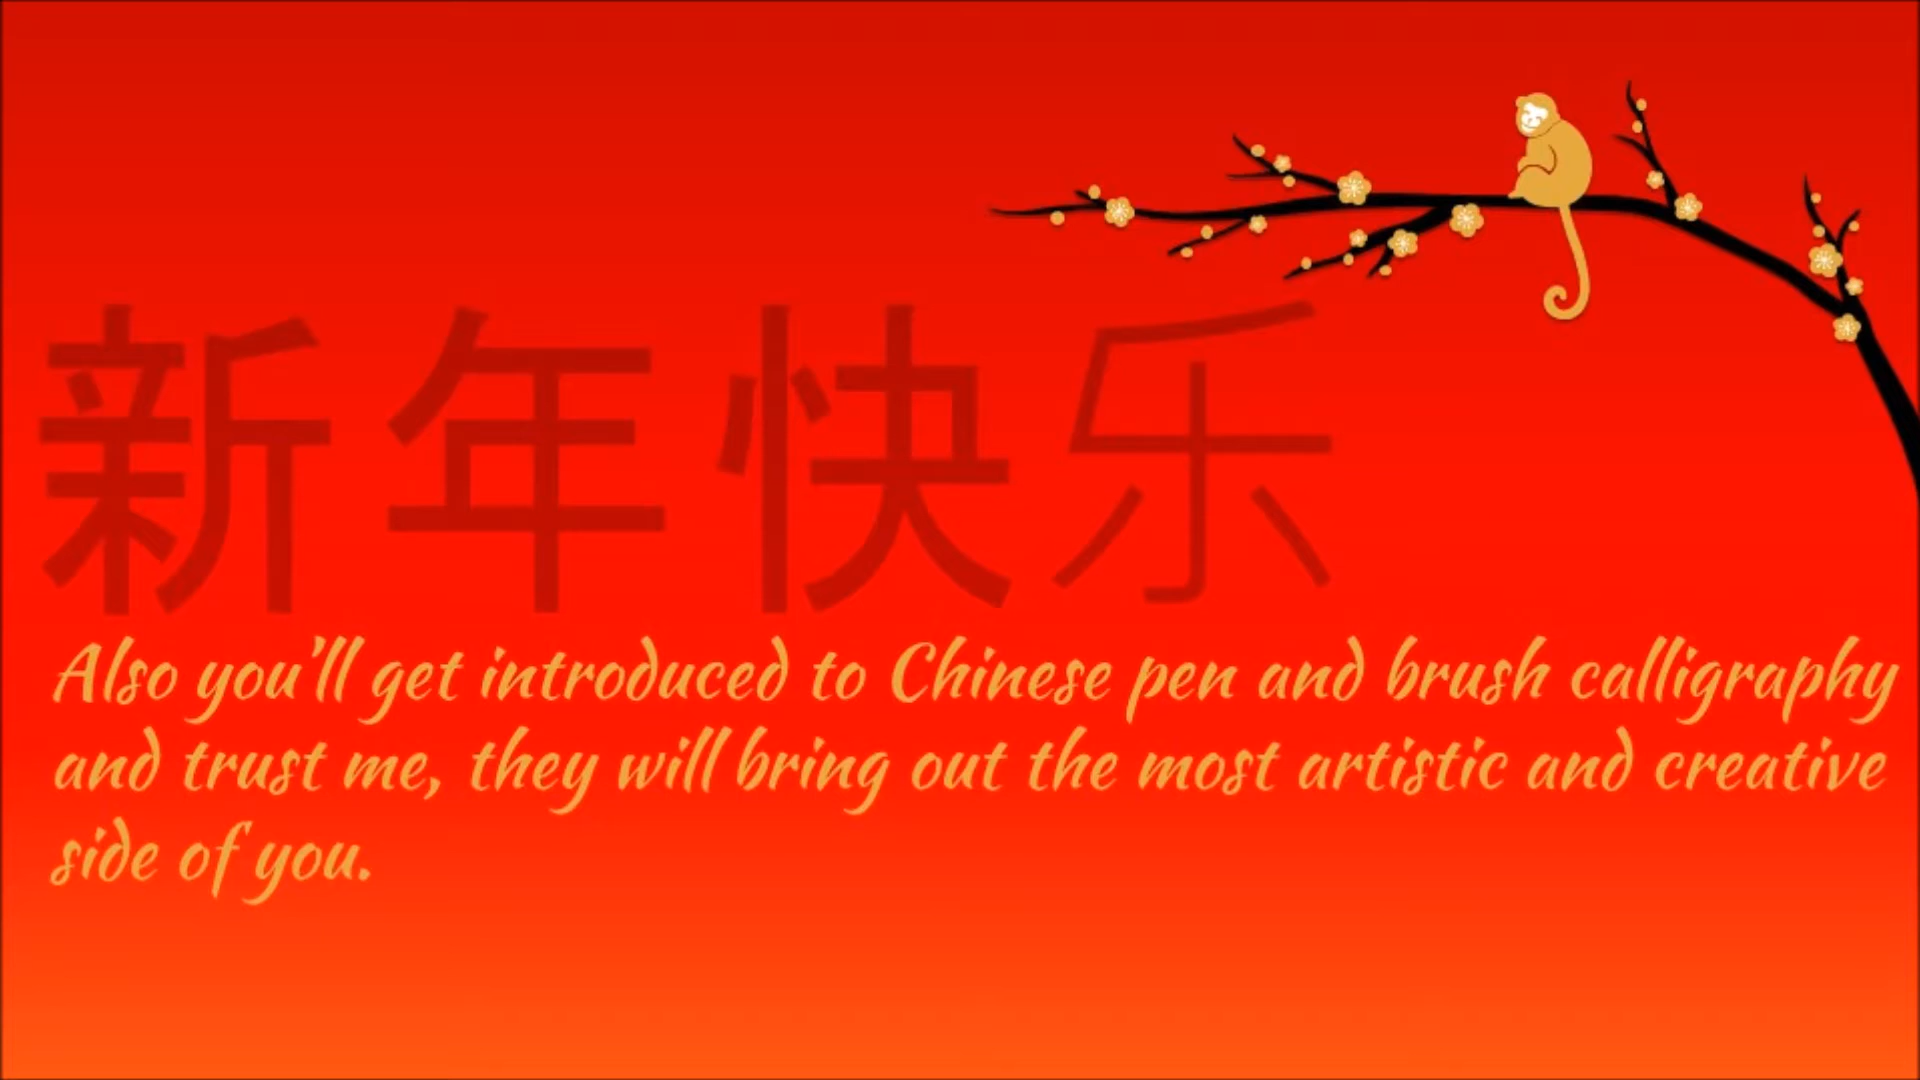 新年快乐
Also you'll get introduced to Chinese pen and brush calligraphy
and trust me, they will bring out the most artistic and creative
side of you.